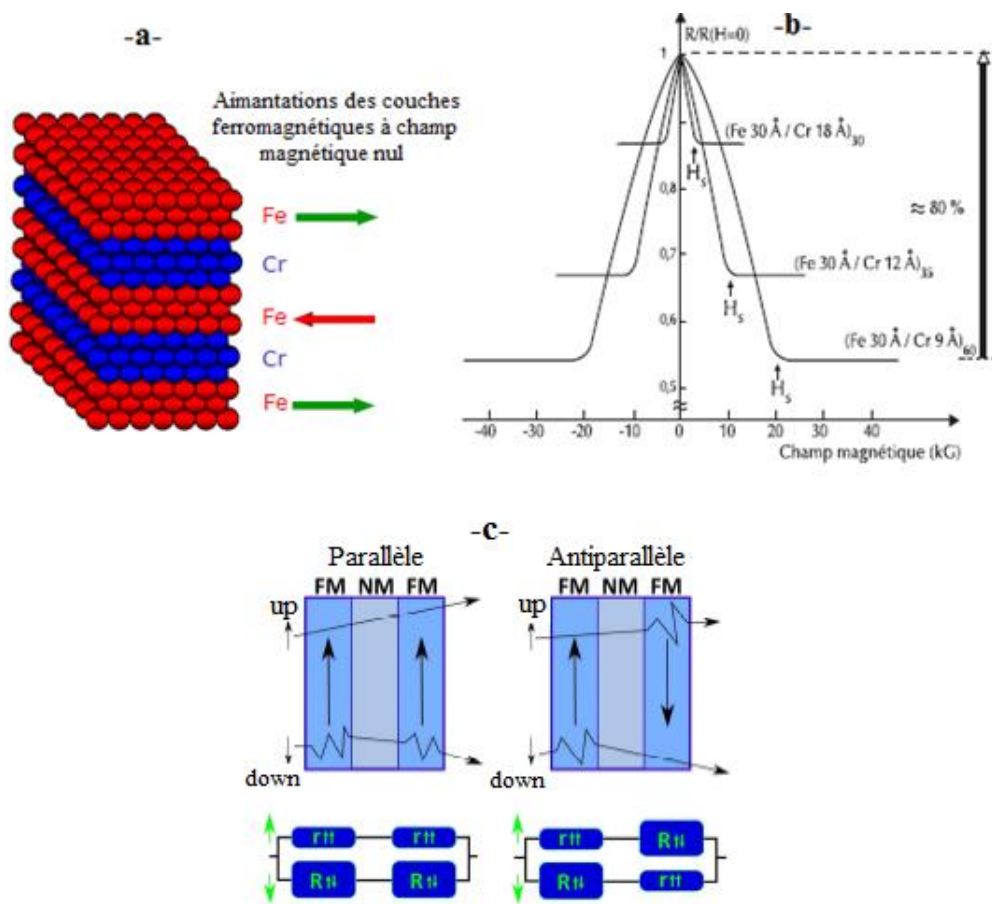 -a-
Aimantations des couches
ferromagnétiques à champ
magnétique nul
Fe
Cr
Fe
Cr
Fe
-b-
R/R(H=0)
1
0,8
0,7
0,6
0,5
(Fe 30 Å / Cr 18 Å)30
Hs
≈ 80 %
(Fe 30 Å / Cr 12 Å)35
Hs
(Fe 30 Å / Cr 9 Å)60
Hs
≈
-40 -30 -20 -10 0 10 20 30 40
Champ magnétique (kG)
-c-
Parallèle
FM NM FM
up
down
Antiparallèle
FM NM FM
up
down
r↑↑ r↑↑
R↑↓ R↑↓
r↑↑ R↑↓
R↑↓ r↑↑